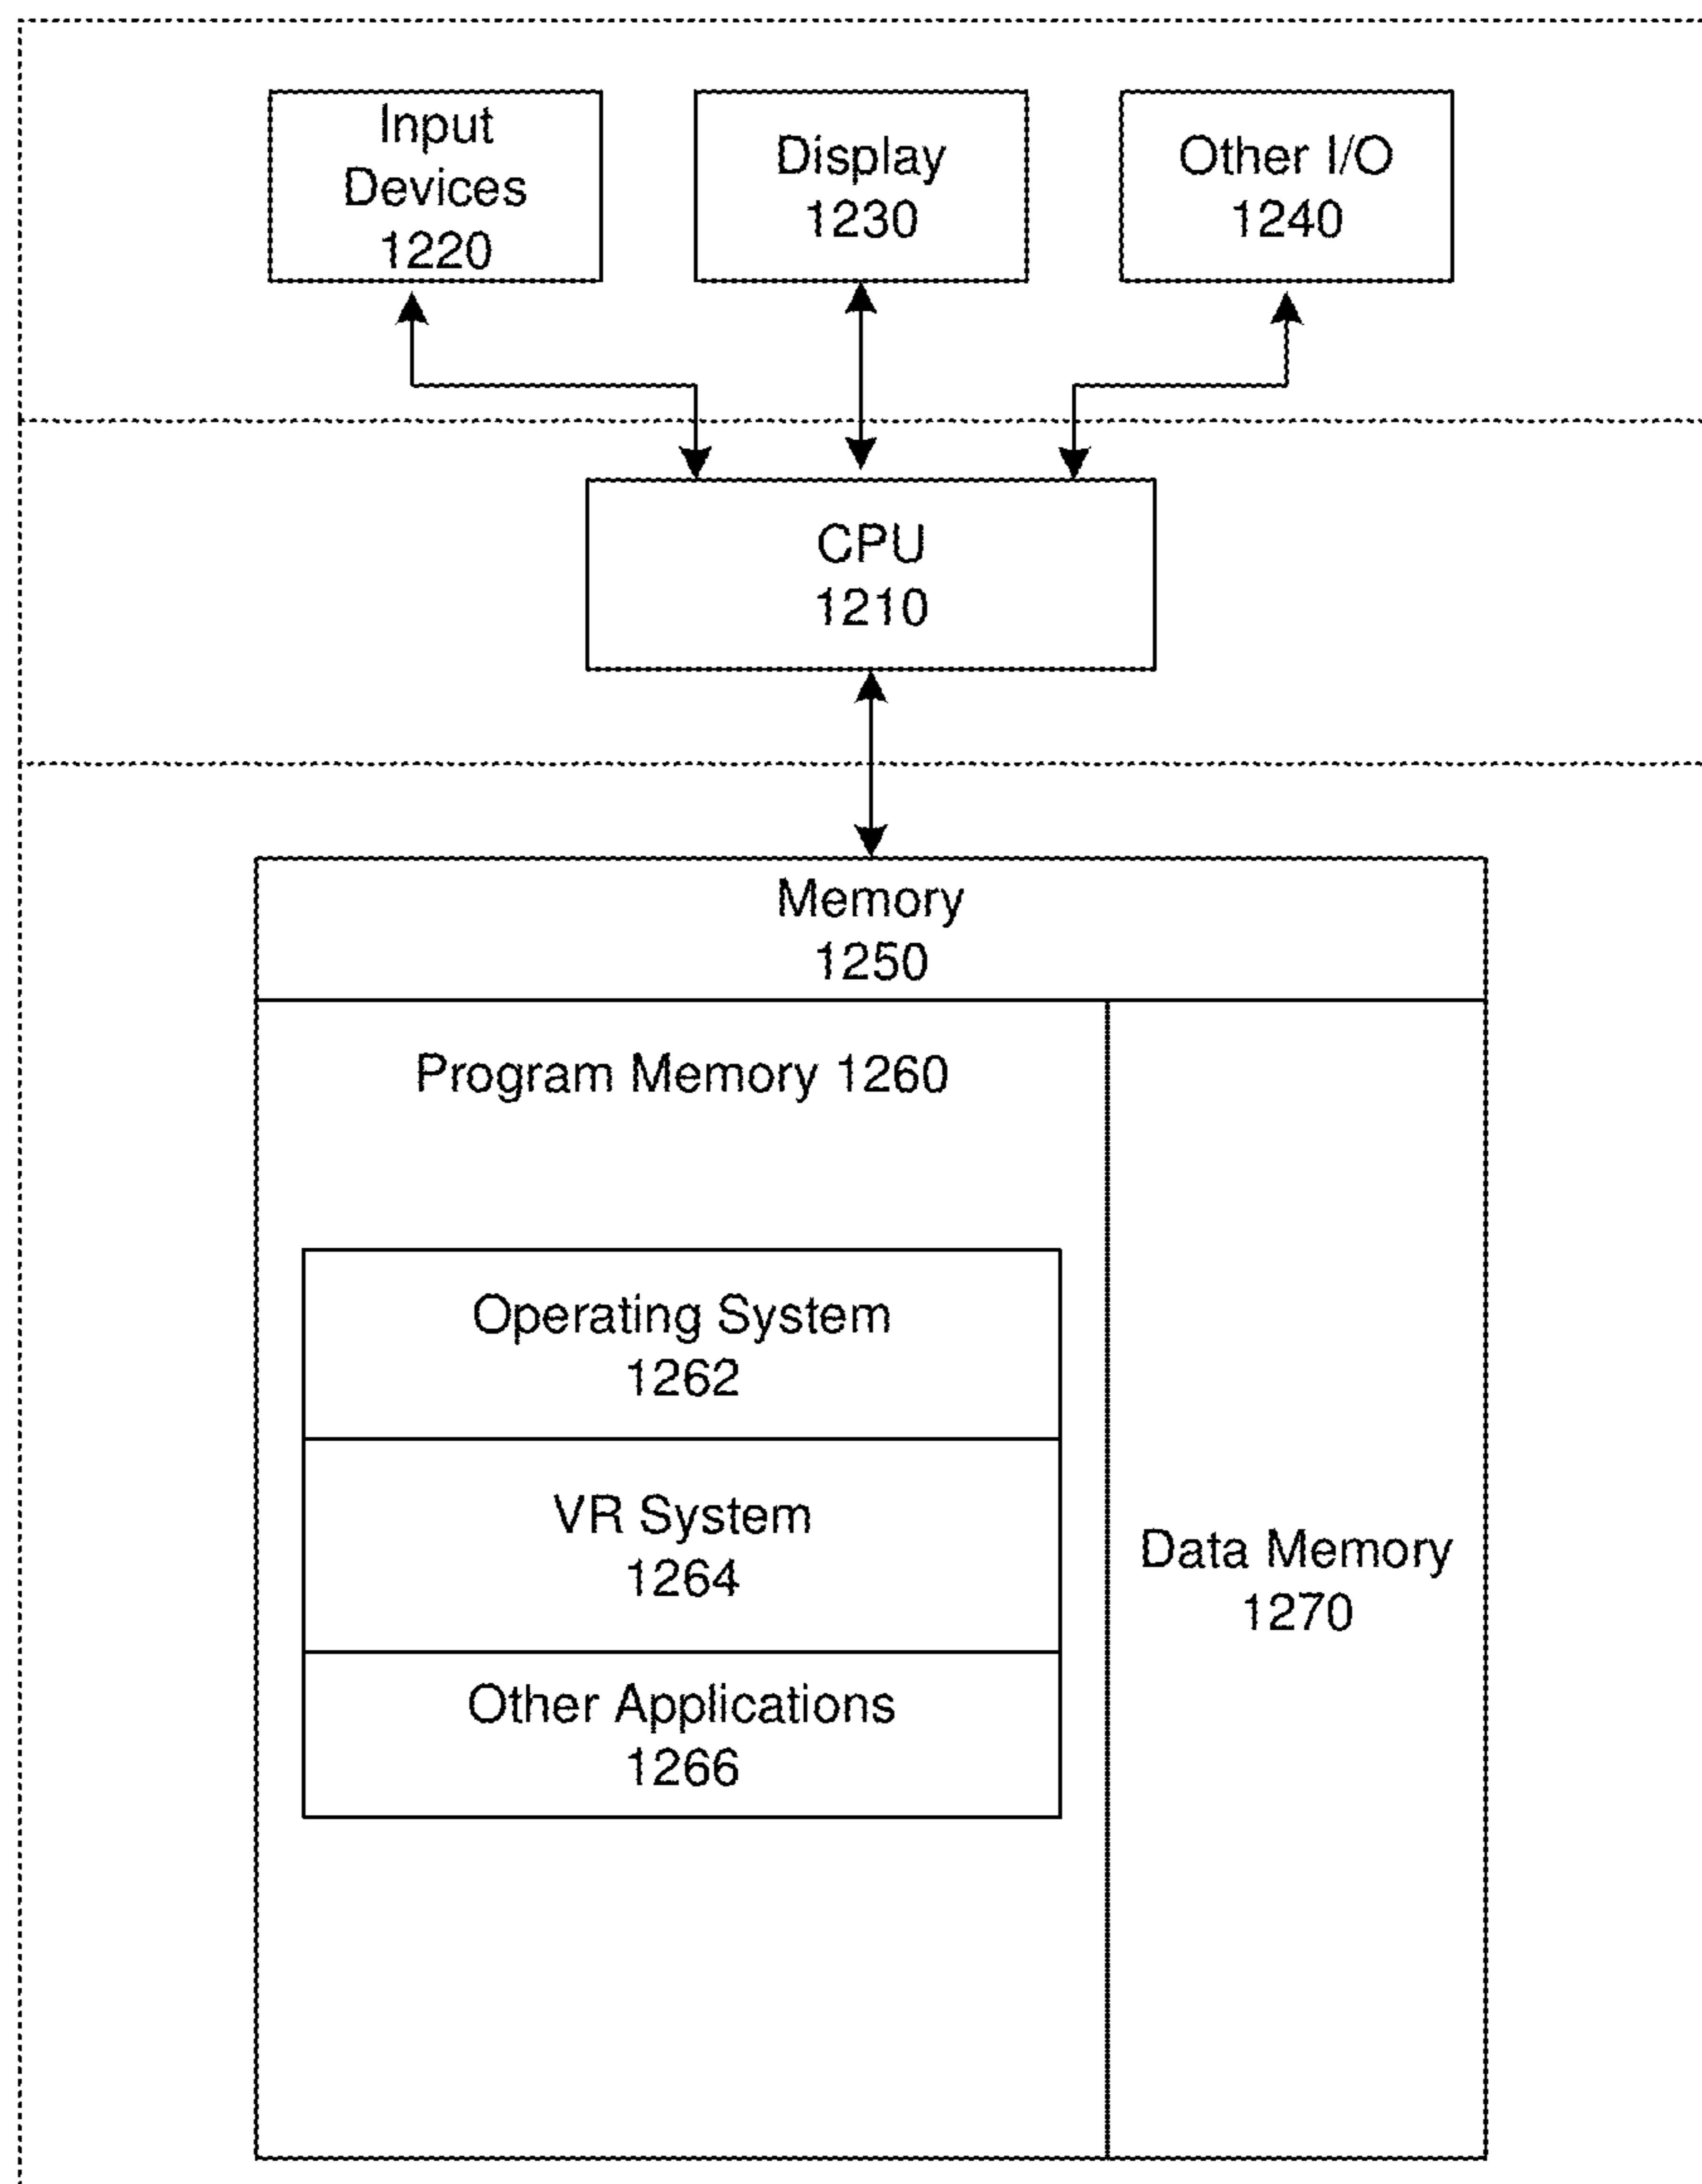 Input
Devices
1220
Display
1230
Other I/O
1240
CPU
1210
Memory
1250
Program Memory 1260
Operating System
1262
VR System
1264
Other Applications
1266
Data Memory
1270